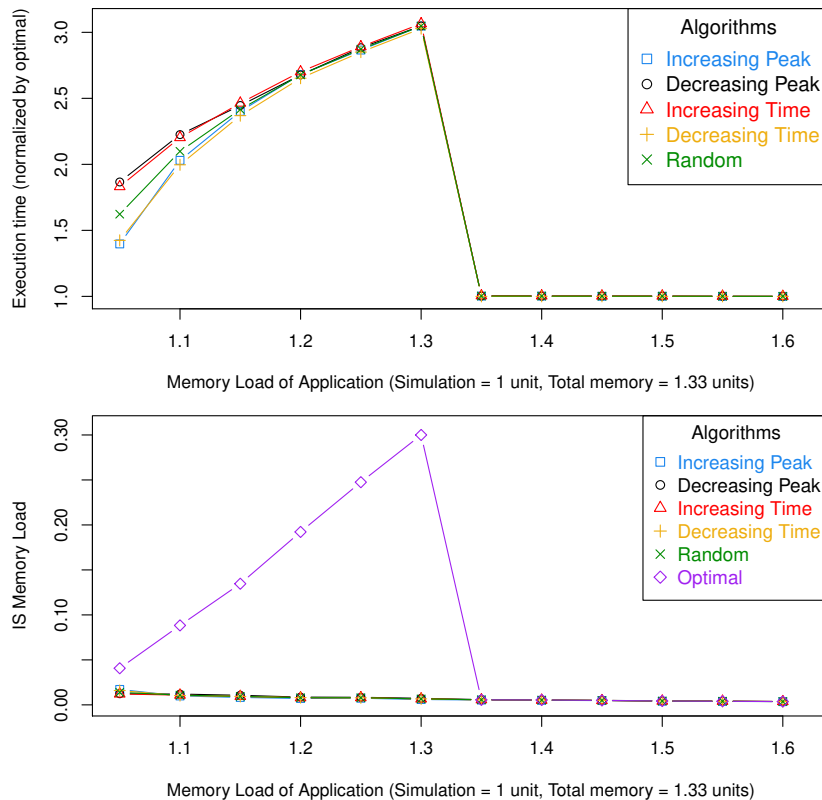 Execution time (normalized by optimal)
3.0
2.5
2.0
1.5
1.0
Algorithms
Increasing Peak
Decreasing Peak
Increasing Time
Decreasing Time
Random
1.1 1.2 1.3 1.4 1.5 1.6
Memory Load of Application (Simulation = 1 unit, Total memory = 1.33 units)
IS Memory Load
0.30
0.20
0.10
0.00
Algorithms
Increasing Peak
Decreasing Peak
Increasing Time
Decreasing Time
Random
Optimal
1.1 1.2 1.3 1.4 1.5 1.6
Memory Load of Application (Simulation = 1 unit, Total memory = 1.33 units)